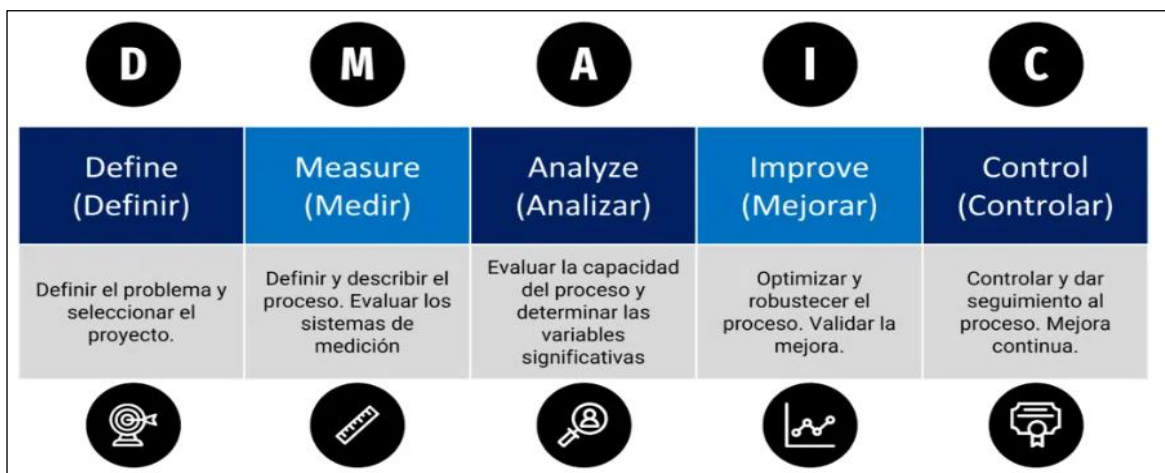 D
M
A
I
C
Define
(Definir)
Measure
(Medir)
Analyze
(Analizar)
Improve
(Mejorar)
Control
(Controlar)
Definir el problema y
seleccionar el
proyecto.
Definir y describir el
proceso. Evaluar los
sistemas de
medición
Evaluar la capacidad
del proceso y
determinar las
variables
significativas
Optimizar y
robustecer el
proceso. Validar la
mejora.
Controlar y dar
seguimiento al
proceso. Mejora
continua.